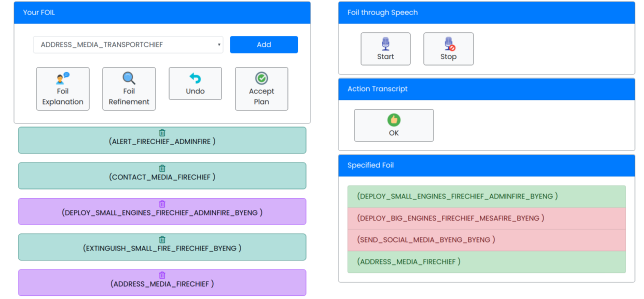 Your FOIL
ADDRESS_MEDIA_TRANSPORTCHIEF
Add
Foil
Explanation
Foil
Refinement
Undo
Accept
Plan
(ALERT_FIRECHIEF_ADMINFIRE )
(CONTACT_MEDIA_FIRECHIEF )
(DEPLOY_SMALL_ENGINES_FIRECHIEF_ADMINFIRE_BYENG )
(EXTINGUISH_SMALL_FIRE_FIRECHIEF_BYENG )
(ADDRESS_MEDIA_FIRECHIEF )
Foil through Speech
Start
Stop
Action Transcript
OK
Specified Foil
(DEPLOY_SMALL_ENGINES_FIRECHIEF_ADMINFIRE_BYENG )
(DEPLOY_BIG_ENGINES_FIRECHIEF_MESAFIRE_BYENG )
(SEND_SOCIAL_MEDIA_BYENG_BYENG )
(ADDRESS_MEDIA_FIRECHIEF )